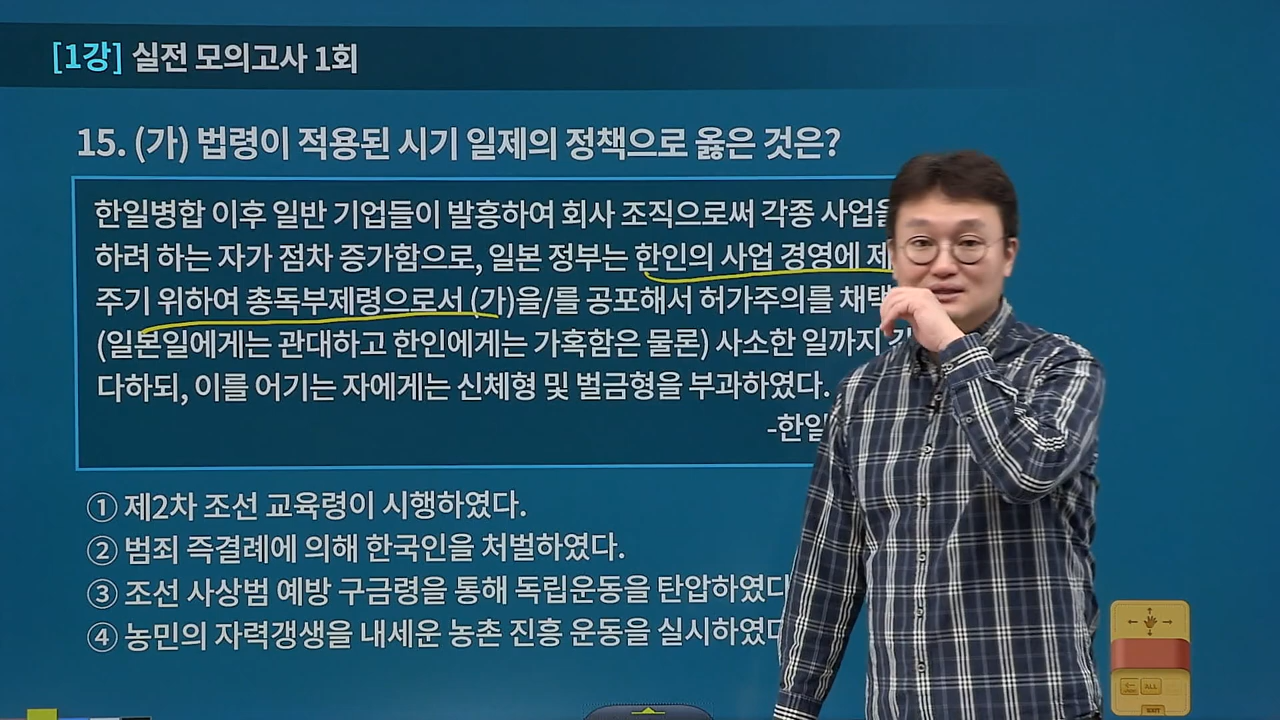 [1강] 실전 모의고사 1회
15. (가) 법령이 적용된 시기 일제의 정책으로 옳은 것은?
한일병합 이후 일반 기업들이 발흥하여 회사 조직으로써 각종 사업을
하려 하는 자가 점차 증가함으로, 일본 정부는 한인의 사업 경영에
주기 위하여 총독부제령으로서 (가)을/를 공포해서 허가주의를 채택
(일본일에게는 관대하고 한인에게는 가혹함은 물론) 사소한 일까지
다하되, 이를 어기는 자에게는 신체형 및 벌금형을 부과하였다.
-한일
① 제2차 조선 교육령이 시행하였다.
② 범죄 즉결례에 의해 한국인을 처벌하였다.
③ 조선 사상범 예방 구금령을 통해 독립운동을 탄압하였다
④ 농민의 자력갱생을 내세운 농촌 진흥 운동을 실시하였다
ALL
EXIT